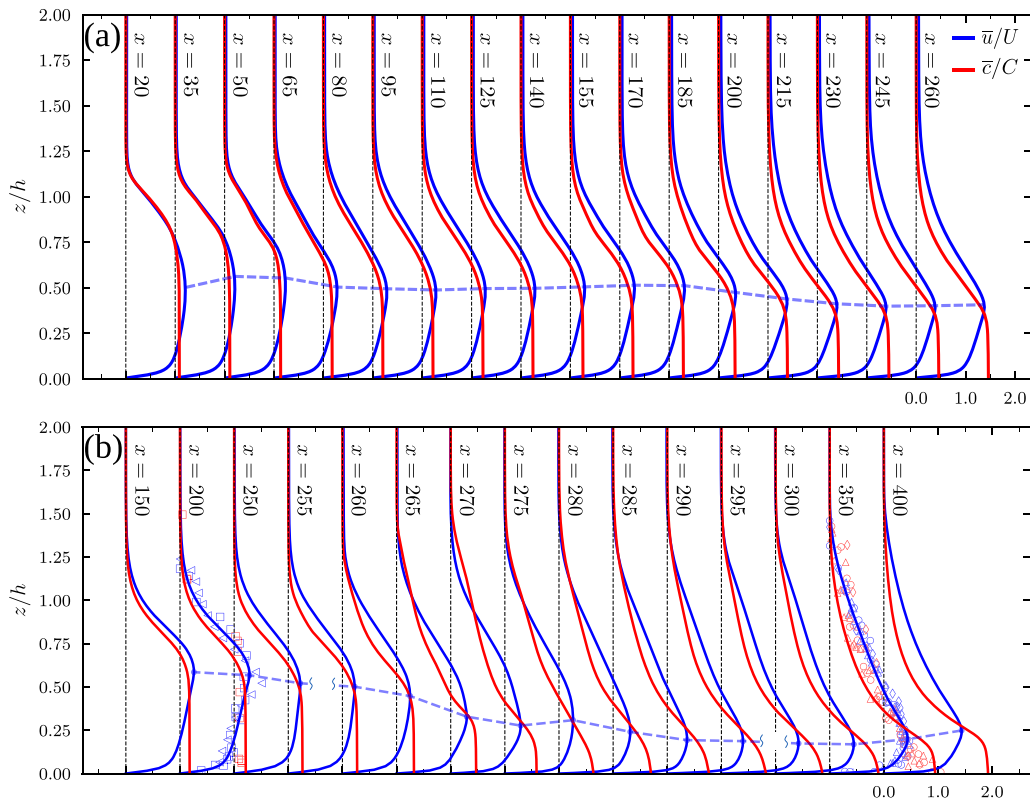 (a)
2.00
1.75
1.50
1.25
1.00
0.75
0.50
0.25
0.00
z/h
x = 20
x = 35
x = 50
x = 65
x = 80
x = 95
x = 110
x = 125
x = 140
x = 155
x = 170
x = 185
x = 200
x = 215
x = 230
x = 245
x = 260
u̅/U
c̅/C
0.0 1.0 2.0
(b)
2.00
1.75
1.50
1.25
1.00
0.75
0.50
0.25
0.00
z/h
x = 150
x = 200
x = 250
x = 255
x = 260
x = 265
x = 270
x = 275
x = 280
x = 285
x = 290
x = 295
x = 300
x = 350
x = 400
0.0 1.0 2.0